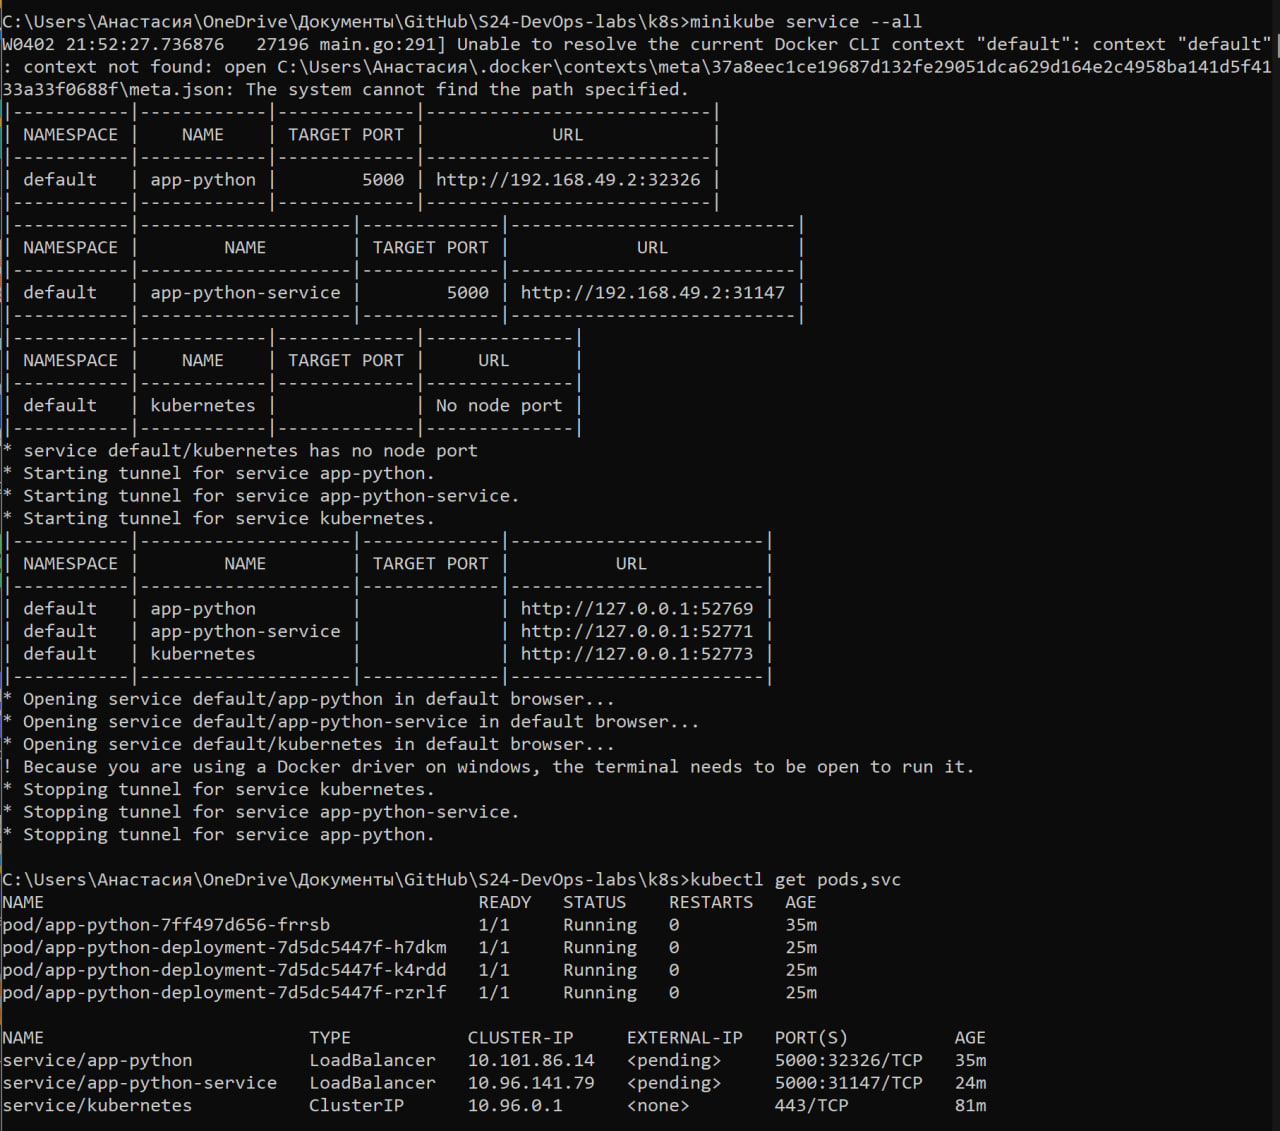 C:\Users\Анастасия\OneDrive\Документы\GitHub\S24-DevOps-labs\k8s>minikube service --all
W0402 21:52:27.736876   27196 main.go:291] Unable to resolve the current Docker CLI context "default": context "default"
: context not found: open C:\Users\Анастасия\.docker\contexts\meta\37a8eec1ce19687d132fe29051dca629d164e2c4958ba141d5f41
33a33f0688f\meta.json: The system cannot find the path specified.
|-----------|------------|-------------|---------------------------|
| NAMESPACE |    NAME    | TARGET PORT |            URL            |
|-----------|------------|-------------|---------------------------|
| default   | app-python |        5000 | http://192.168.49.2:32326 |
|-----------|------------|-------------|---------------------------|
|-----------|--------------------|-------------|---------------------------|
| NAMESPACE |        NAME        | TARGET PORT |            URL            |
|-----------|--------------------|-------------|---------------------------|
| default   | app-python-service |        5000 | http://192.168.49.2:31147 |
|-----------|--------------------|-------------|---------------------------|
|-----------|------------|-------------|--------------|
| NAMESPACE |    NAME    | TARGET PORT |     URL      |
|-----------|------------|-------------|--------------|
| default   | kubernetes |             | No node port |
|-----------|------------|-------------|--------------|
* service default/kubernetes has no node port
* Starting tunnel for service app-python.
* Starting tunnel for service app-python-service.
* Starting tunnel for service kubernetes.
|-----------|--------------------|-------------|------------------------|
| NAMESPACE |        NAME        | TARGET PORT |          URL           |
|-----------|--------------------|-------------|------------------------|
| default   | app-python         |             | http://127.0.0.1:52769 |
| default   | app-python-service |             | http://127.0.0.1:52771 |
| default   | kubernetes         |             | http://127.0.0.1:52773 |
|-----------|--------------------|-------------|------------------------|
* Opening service default/app-python in default browser...
* Opening service default/app-python-service in default browser...
* Opening service default/kubernetes in default browser...
! Because you are using a Docker driver on windows, the terminal needs to be open to run it.
* Stopping tunnel for service kubernetes.
* Stopping tunnel for service app-python-service.
* Stopping tunnel for service app-python.
C:\Users\Анастасия\OneDrive\Документы\GitHub\S24-DevOps-labs\k8s>kubectl get pods,svc
NAME                                         READY   STATUS    RESTARTS   AGE
pod/app-python-7ff497d656-frrsb              1/1     Running   0          35m
pod/app-python-deployment-7d5dc5447f-h7dkm   1/1     Running   0          25m
pod/app-python-deployment-7d5dc5447f-k4rdd   1/1     Running   0          25m
pod/app-python-deployment-7d5dc5447f-rzrlf   1/1     Running   0          25m
NAME                         TYPE           CLUSTER-IP     EXTERNAL-IP   PORT(S)          AGE
service/app-python           LoadBalancer   10.101.86.14   <pending>     5000:32326/TCP   35m
service/app-python-service   LoadBalancer   10.96.141.79   <pending>     5000:31147/TCP   24m
service/kubernetes           ClusterIP      10.96.0.1      <none>        443/TCP          81m